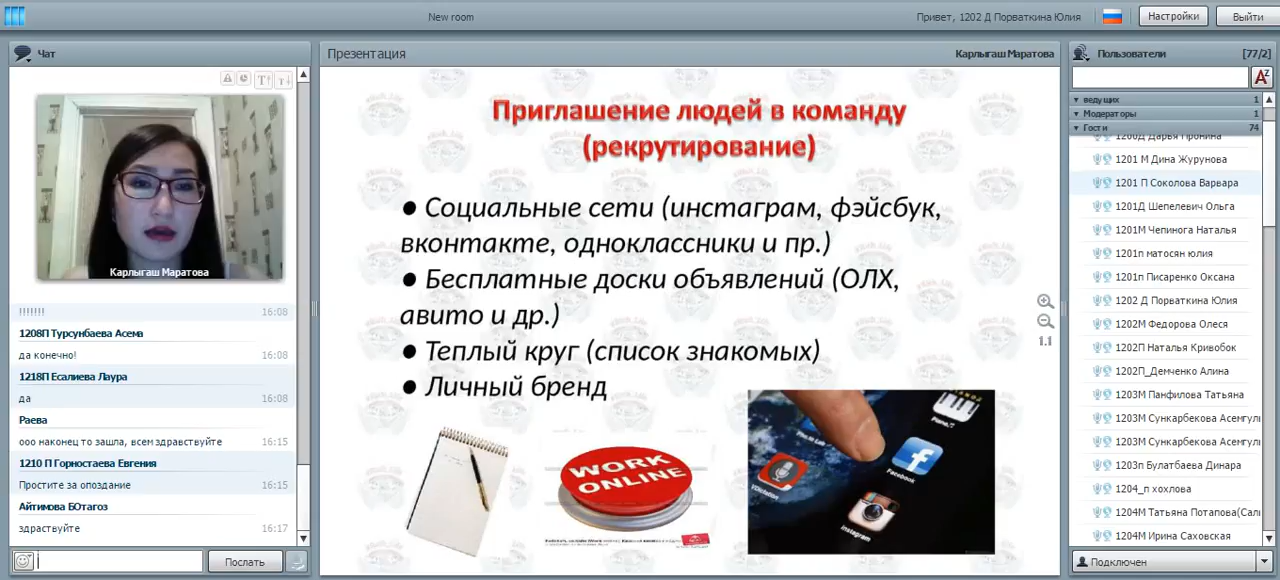 New room
Привет, 1202 Д Порваткина Юлия
Настройки
Выйти
Чат
Карлыгаш Маратова
!!!!!!!
16:08
1208П Турсунбаева Асема
да конечно!
16:08
1218П Есалиева Лаура
да
16:08
Раева
ооо наконец то зашла, всем здравствуйте
16:15
1210 П Горностаева Евгения
Простите за опоздание
16:15
Айтимова БОтагоз
здраствуйте
16:17
Послать
Презентация
Карлыгаш Маратова
Приглашение людей в команду
(рекрутирование)
● Социальные сети (инстаграм, фэйсбук,
вконтакте, одноклассники и пр.)
● Бесплатные доски объявлений (ОЛХ,
авито и др.)
● Теплый круг (список знакомых)
● Личный бренд
WORK
ONLINE
Facebook
Instagram
1:1
Пользователи
[77/2]
ведущих
1
Модераторы
1
Гости
74
1200Д Дарья Пронина
1201 М Дина Журунова
1201 П Соколова Варвара
1201Д Шепелевич Ольга
1201М Чепинога Наталья
1201п матосян юлия
1201п Писаренко Оксана
1202 Д Порваткина Юлия
1202М Федорова Олеся
1202П Наталья Кривобок
1202П_Демченко Алина
1203М Панфилова Татьяна
1203М Сункарбекова Асемгул
1203М Сункарбекова Асемгул
1203п Булатбаева Динара
1204_п хохлова
1204М Татьяна Потапова(Сал
1204М Ирина Саховская
Подключен